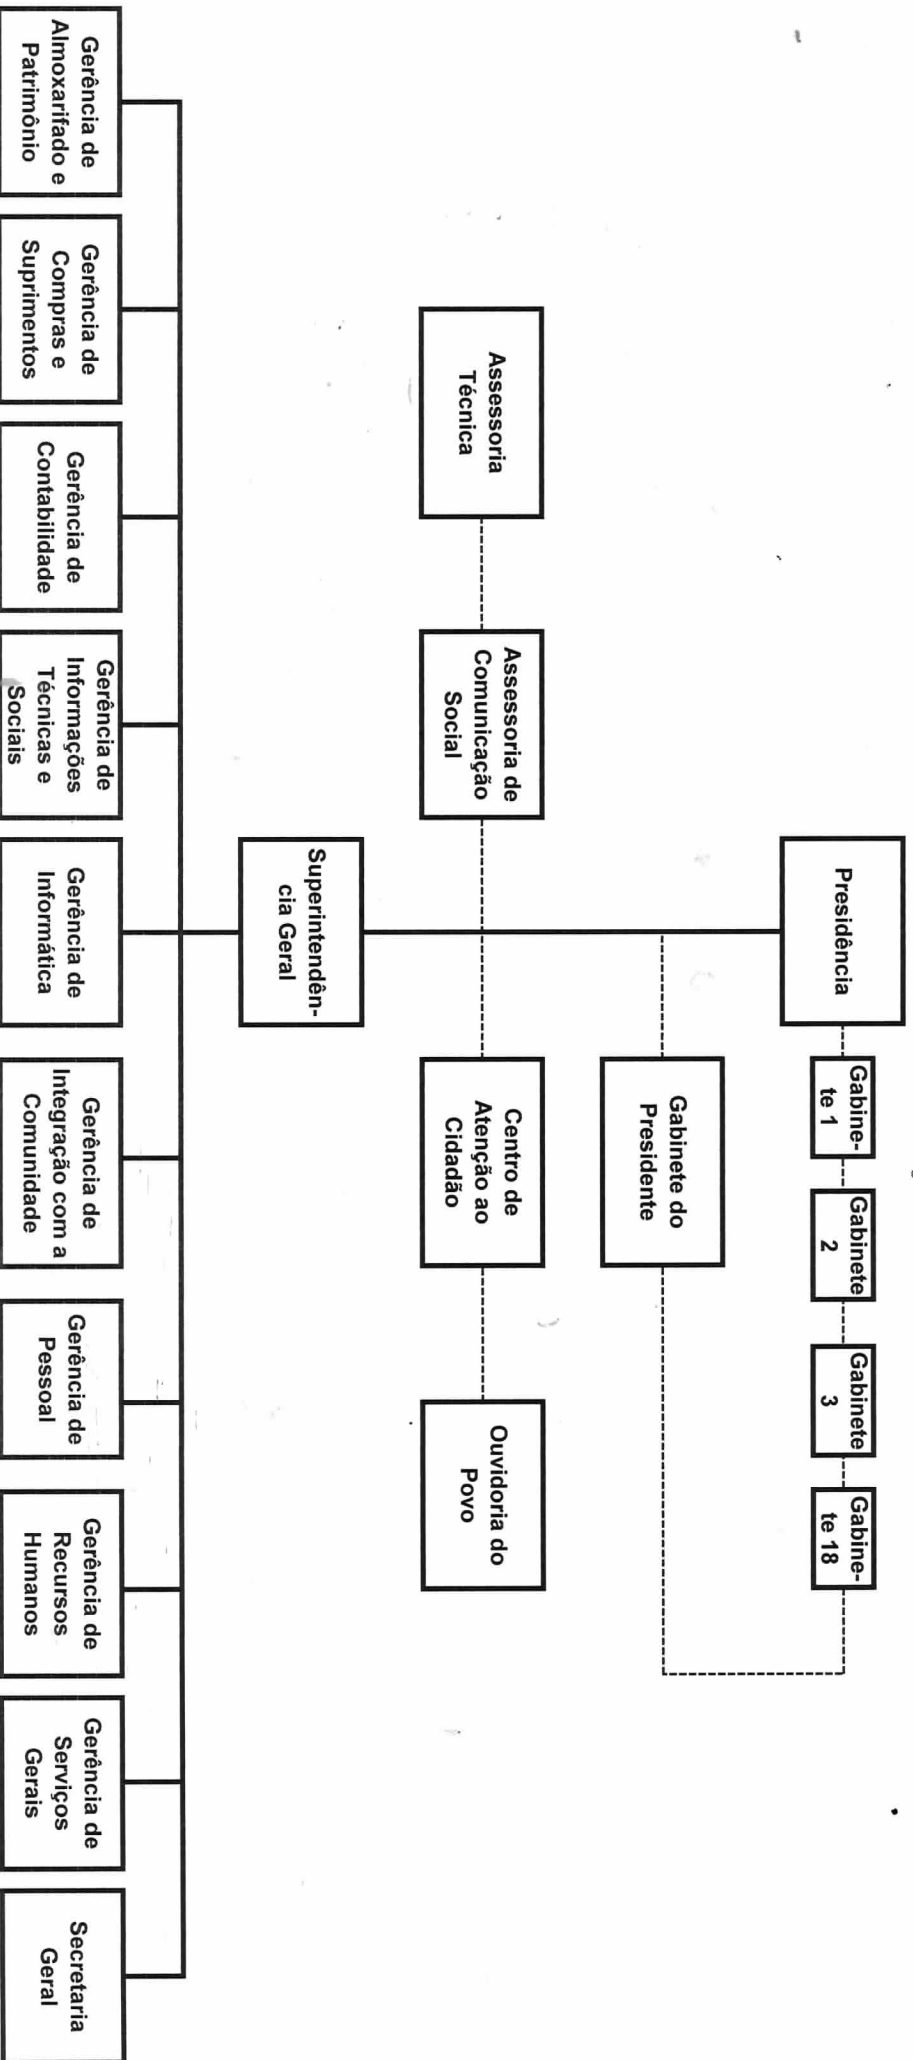 Presidência
Gabine-
te 1
Gabinete
2
Gabinete
3
Gabine-
te 18
Gabinete do
Presidente
Assessoria
Técnica
Assessoria de
Comunicação
Social
Centro de
Atenção ao
Cidadão
Ouvidoria do
Povo
Superintendên-
cia Geral
Gerência de
Almoxarifado e
Patrimônio
Gerência de
Compras e
Suprimentos
Gerência de
Contabilidade
Gerência de
Informações
Técnicas e
Sociais
Gerência de
Informática
Gerência de
Integração com a
Comunidade
Gerência de
Pessoal
Gerência de
Recursos
Humanos
Gerência de
Serviços
Gerais
Secretaria
Geral